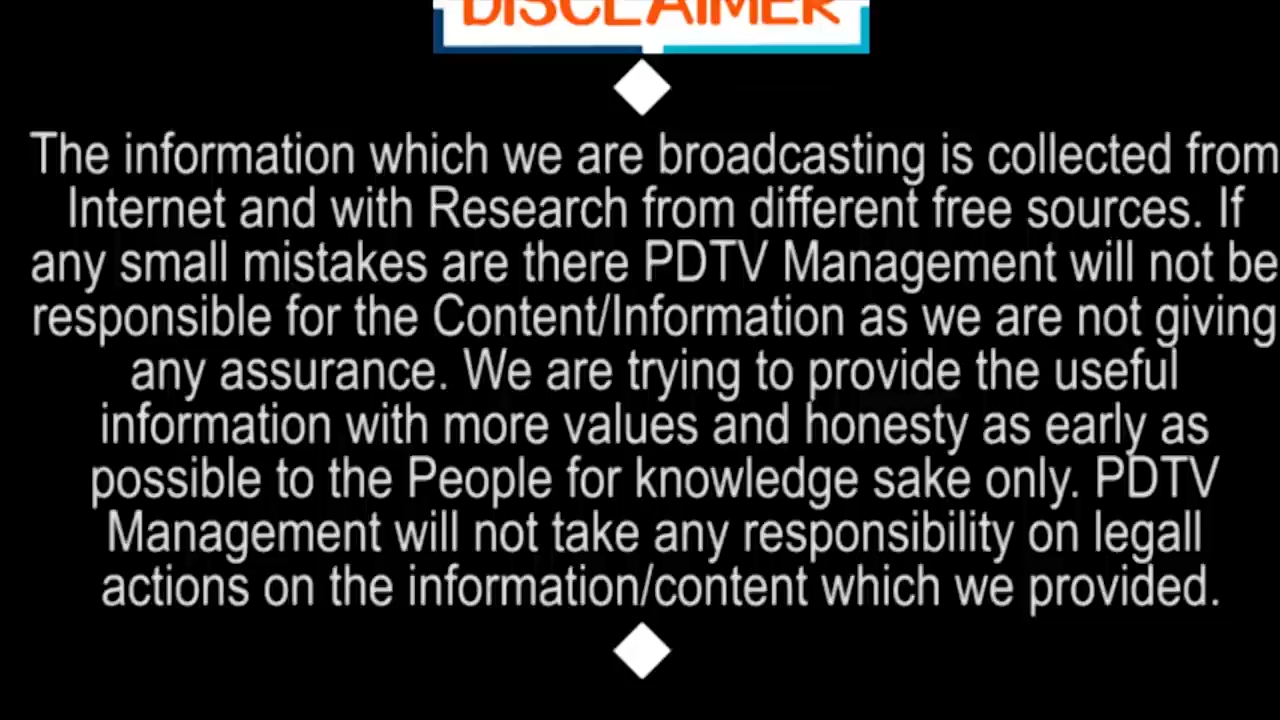 DISCLAIMER
The information which we are broadcasting is collected from
Internet and with Research from different free sources. If
any small mistakes are there PDTV Management will not be
responsible for the Content/Information as we are not giving
any assurance. We are trying to provide the useful
information with more values and honesty as early as
possible to the People for knowledge sake only. PDTV
Management will not take any responsibility on legall
actions on the information/content which we provided.